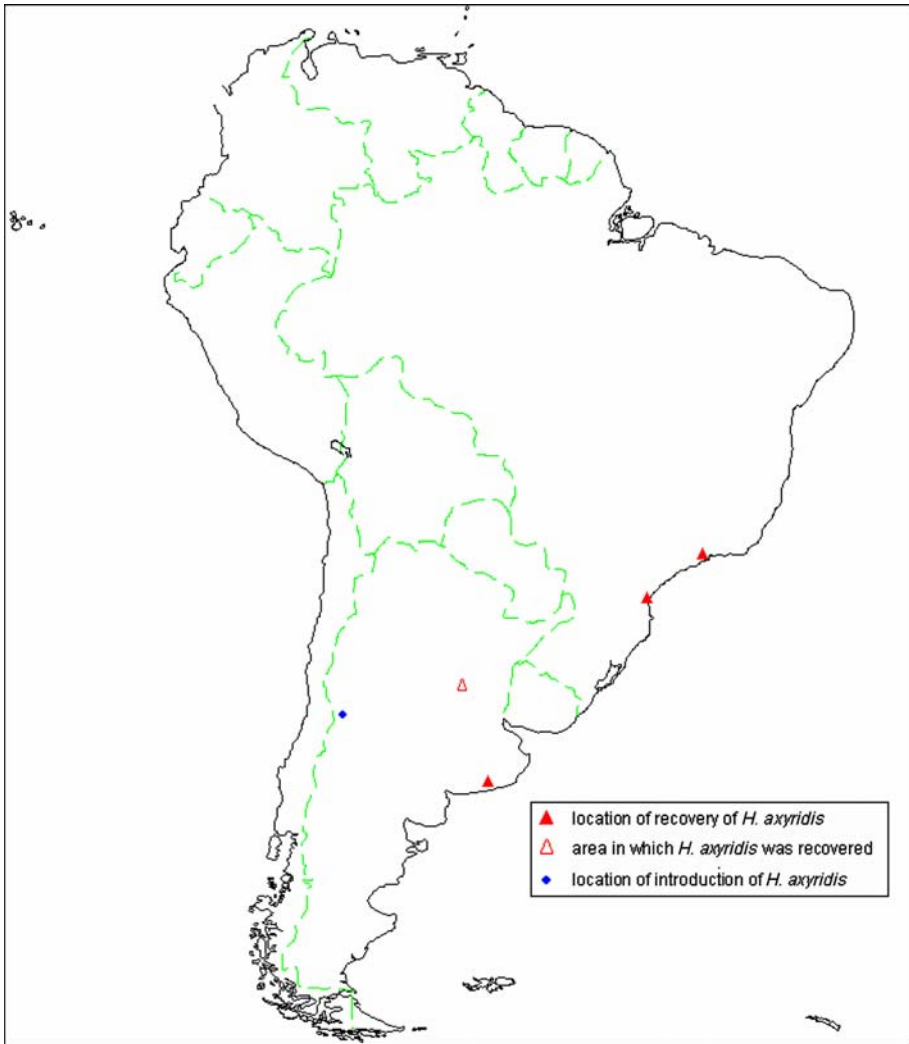 location of recovery of H. axyridis
area in which H. axyridis was recovered
location of introduction of H. axyridis